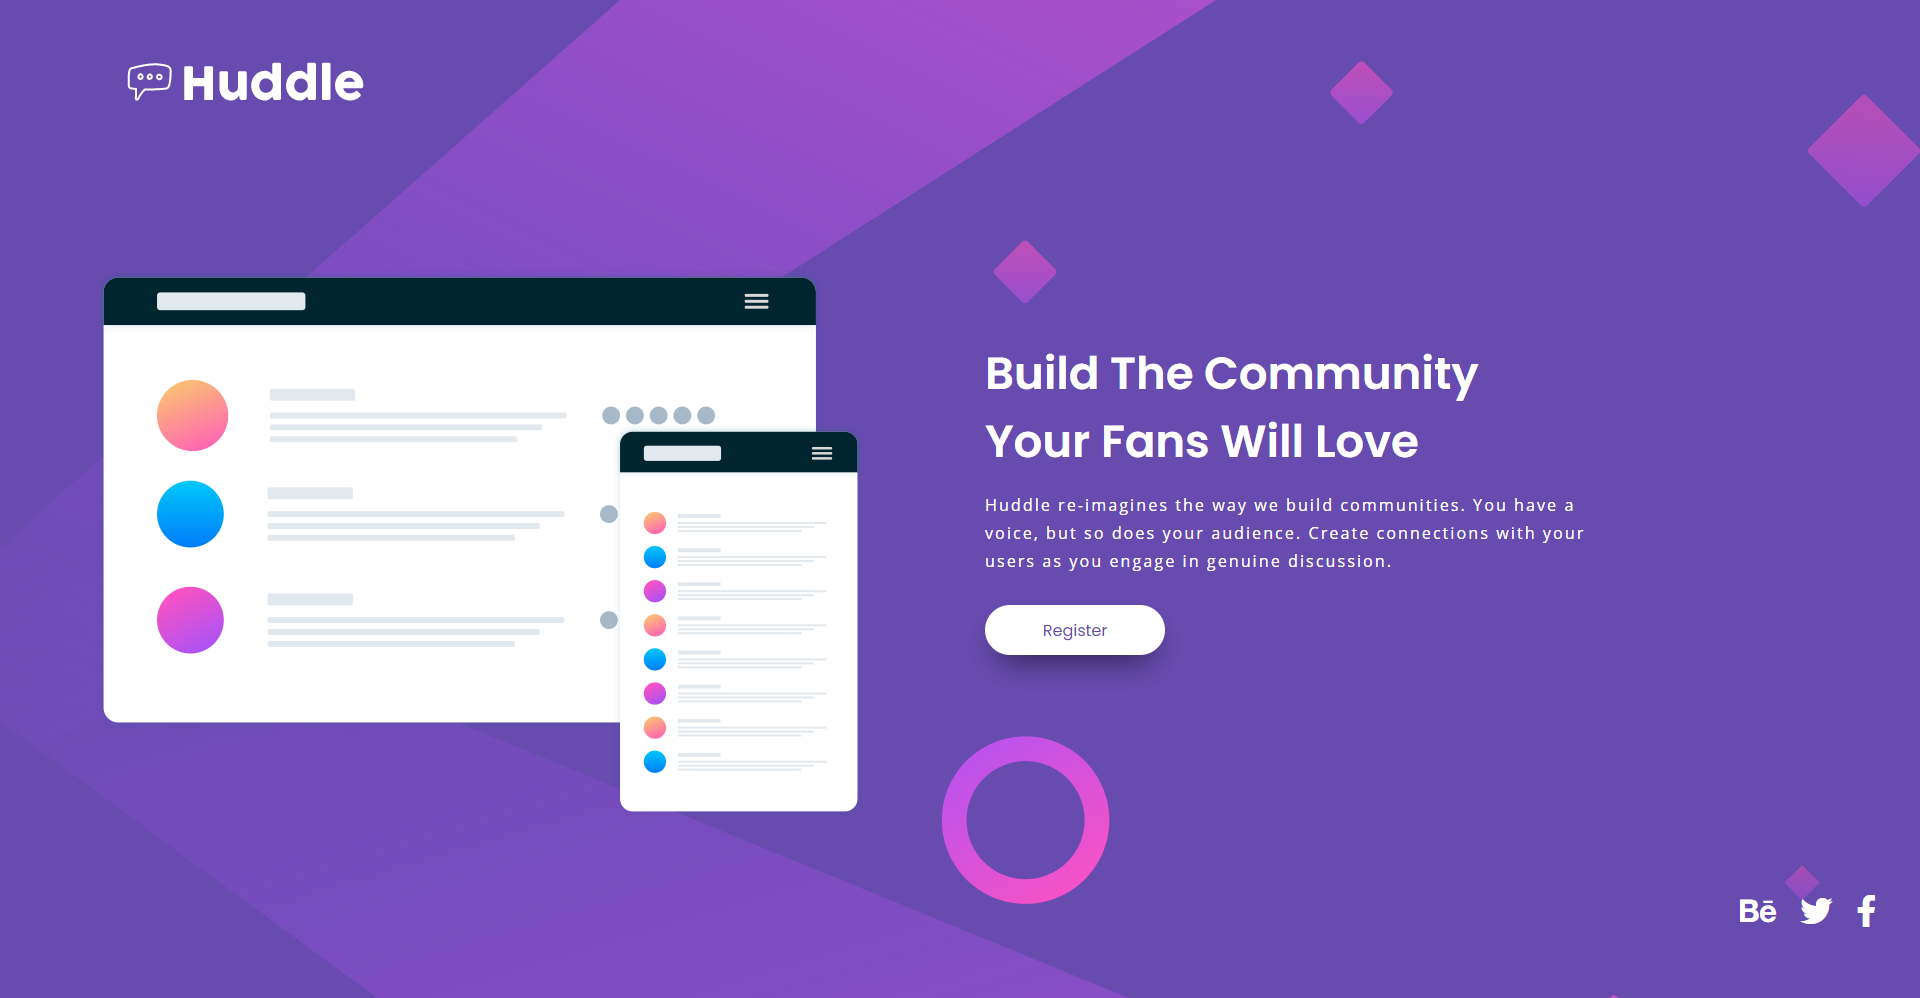 Huddle
Build The Community
Your Fans Will Love
Huddle re-imagines the way we build communities. You have a
voice, but so does your audience. Create connections with your
users as you engage in genuine discussion.
Register
Bē